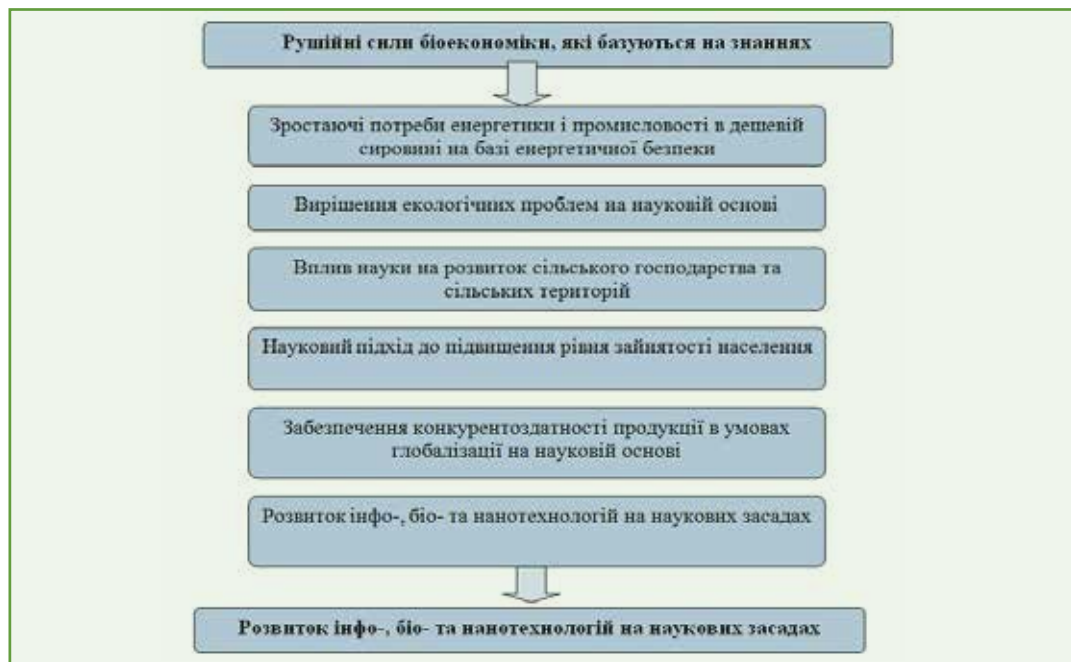 Рушійні сили біоекономіки, які базуються на знаннях
Зростаючі потреби енергетики і промисловості в дешевій
сировині на базі енергетичної безпеки
Вирішення екологічних проблем на науковій основі
Вплив науки на розвиток сільського господарства та
сільських територій
Науковий підхід до підвищення рівня зайнятості населення
Забезпечення конкурентоздатності продукції в умовах
глобалізації на науковій основі
Розвиток інфо-, біо- та нанотехнологій на наукових засадах
Розвиток інфо-, біо- та нанотехнологій на наукових засадах